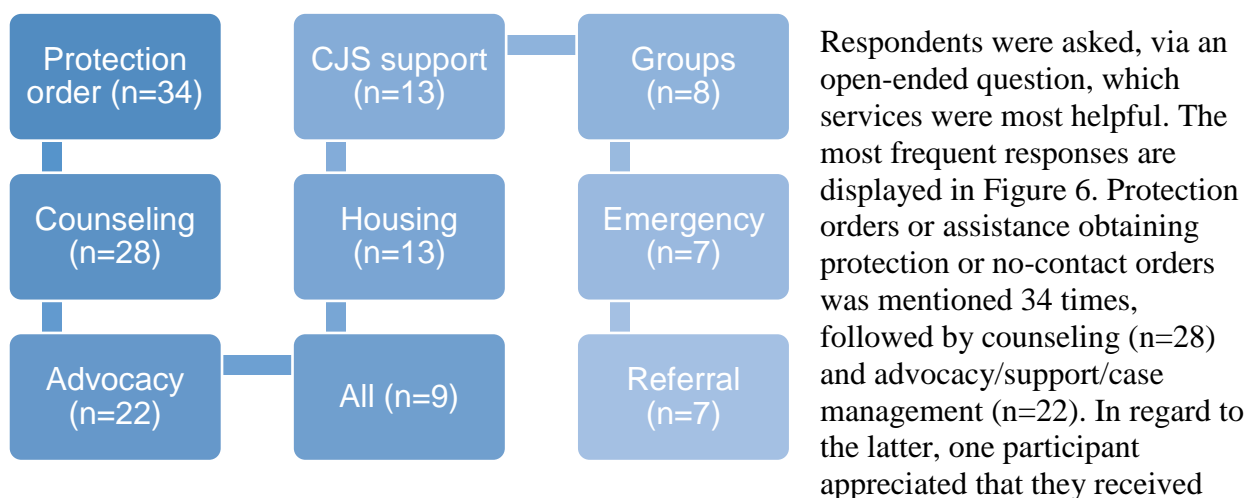 Protection
order (n=34)
Counseling
(n=28)
Advocacy
(n=22)
All (n=9)
Housing
(n=13)
CJS support
(n=13)
Groups
(n=8)
Emergency
(n=7)
Referral
(n=7)
Respondents were asked, via an
open-ended question, which
services were most helpful. The
most frequent responses are
displayed in Figure 6. Protection
orders or assistance obtaining
protection or no-contact orders
was mentioned 34 times,
followed by counseling (n=28)
and advocacy/support/case
management (n=22). In regard to
the latter, one participant
appreciated that they received